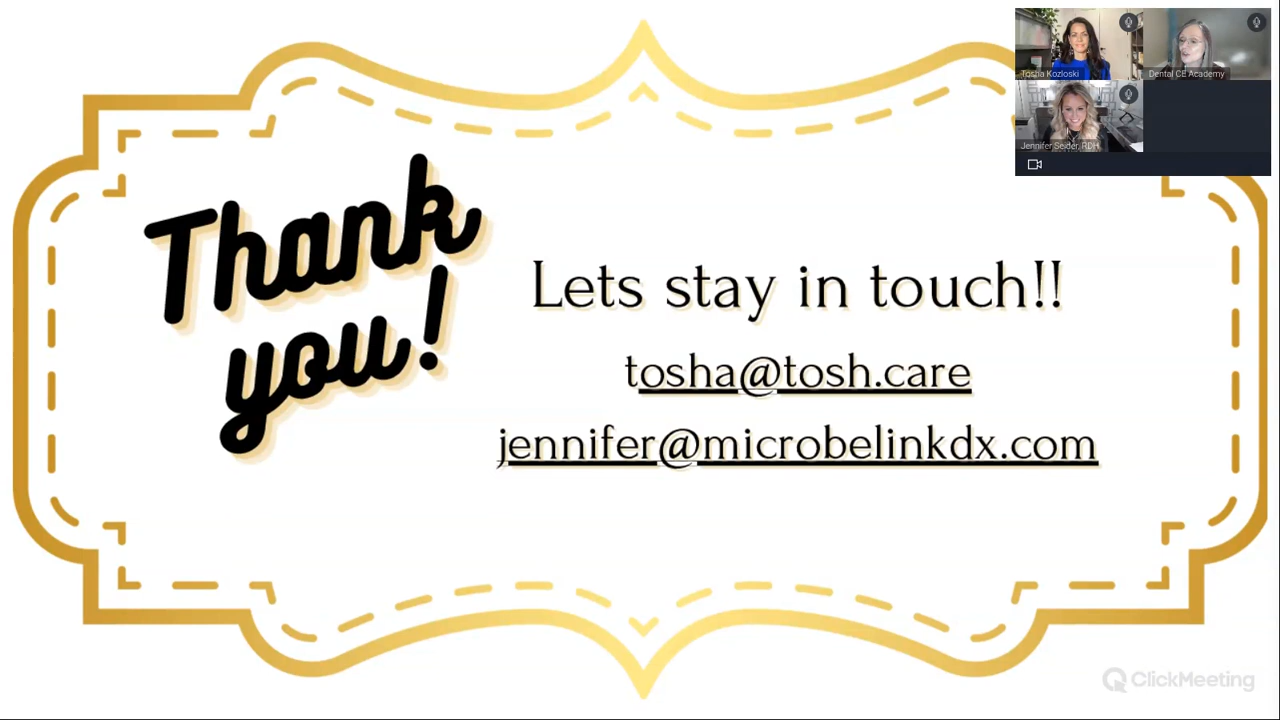 Tosha Kozloski
Dental CE Academy
Jennifer Seider, RDH
Thank
you!
Lets stay in touch!!
tosha@tosh.care
jennifer@microbelinkdx.com
ClickMeeting